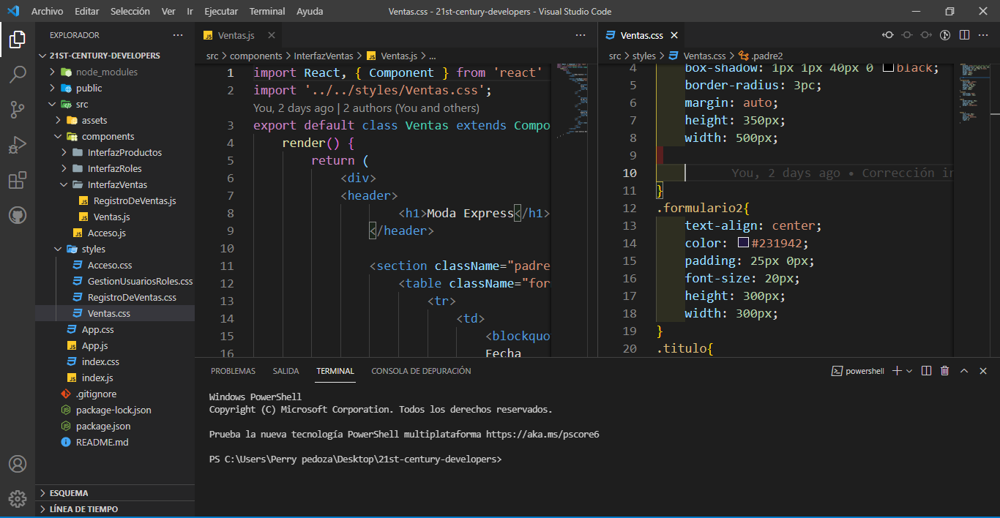 Archivo Editar Selección Ver Ir Ejecutar Terminal Ayuda
Ventas.css - 21st-century-developers - Visual Studio Code
EXPLORADOR
21ST-CENTURY-DEVELOPERS
node_modules
public
src
assets
components
InterfazProductos
InterfazRoles
InterfazVentas
RegistroDeVentas.js
Ventas.js
Acceso.js
styles
Acceso.css
GestionUsuariosRoles.css
RegistroDeVentas.css
Ventas.css
App.css
App.js
index.css
index.js
.gitignore
package-lock.json
package.json
README.md
ESQUEMA
LÍNEA DE TIEMPO
Ventas.js
src > components > InterfazVentas > Ventas.js > ...
1 import React, { Component } from 'react'
2 import '../../styles/Ventas.css';
You, 2 days ago | 2 authors (You and others)
3 export default class Ventas extends Compo
4 render() {
5 return (
6 <div>
7 <header>
8 <h1>Moda Express</h1>
9 </header>
10
11 <section className="padre
12 <table className="for
13 <tr>
14 <td>
15 <blockquo
16 Fecha
Ventas.css
src > styles > Ventas.css > .padre2
4 box-shadow: 1px 1px 40px 0 black;
5 border-radius: 3pc;
6 margin: auto;
7 height: 350px;
8 width: 500px;
9
10 You, 2 days ago • Corrección in
11 }
12 .formulario2{
13 text-align: center;
14 color: #231942;
15 padding: 25px 0px;
16 font-size: 20px;
17 height: 300px;
18 width: 300px;
19 }
20 .titulo{
PROBLEMAS SALIDA TERMINAL CONSOLA DE DEPURACIÓN
powershell
Windows PowerShell
Copyright (C) Microsoft Corporation. Todos los derechos reservados.
Prueba la nueva tecnología PowerShell multiplataforma https://aka.ms/pscore6
PS C:\Users\Perry pedoza\Desktop\21st-century-developers>